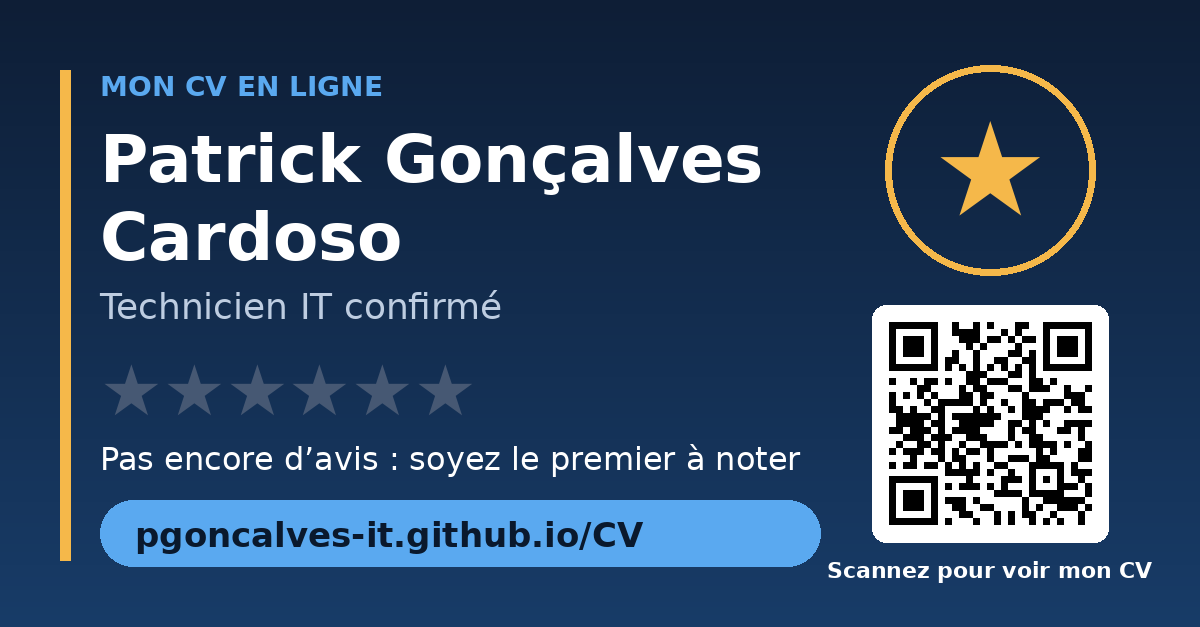 MON CV EN LIGNE
Patrick Gonçalves
Cardoso
Technicien IT confirmé
Pas encore d’avis : soyez le premier à noter
pgoncalves-it.github.io/CV
Scannez pour voir mon CV